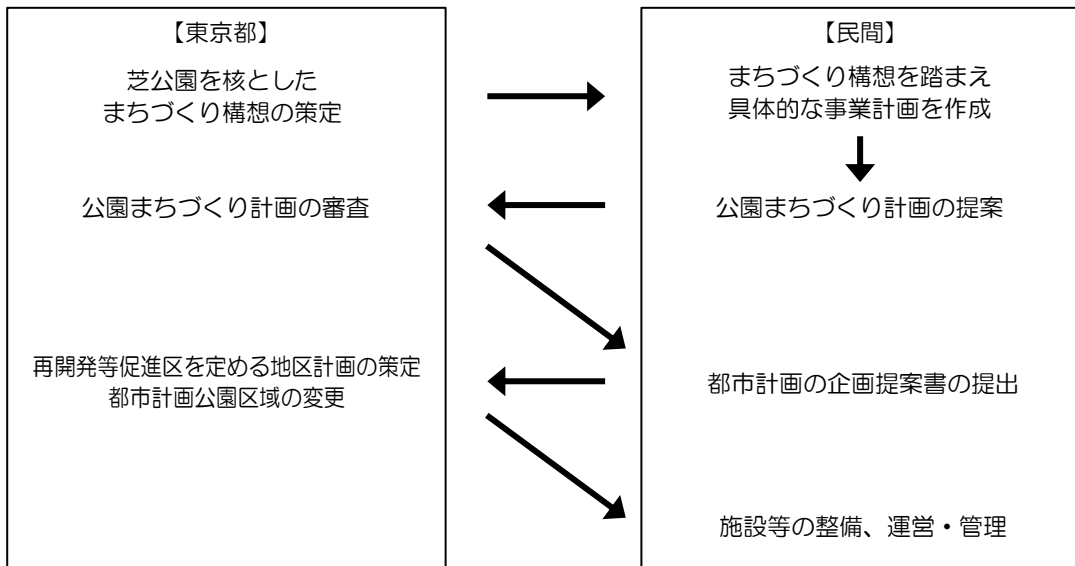 【東京都】
芝公園を核とした
まちづくり構想の策定
公園まちづくり計画の審査
再開発等促進区を定める地区計画の策定
都市計画公園区域の変更
【民間】
まちづくり構想を踏まえ
具体的な事業計画を作成
公園まちづくり計画の提案
都市計画の企画提案書の提出
施設等の整備、運営・管理